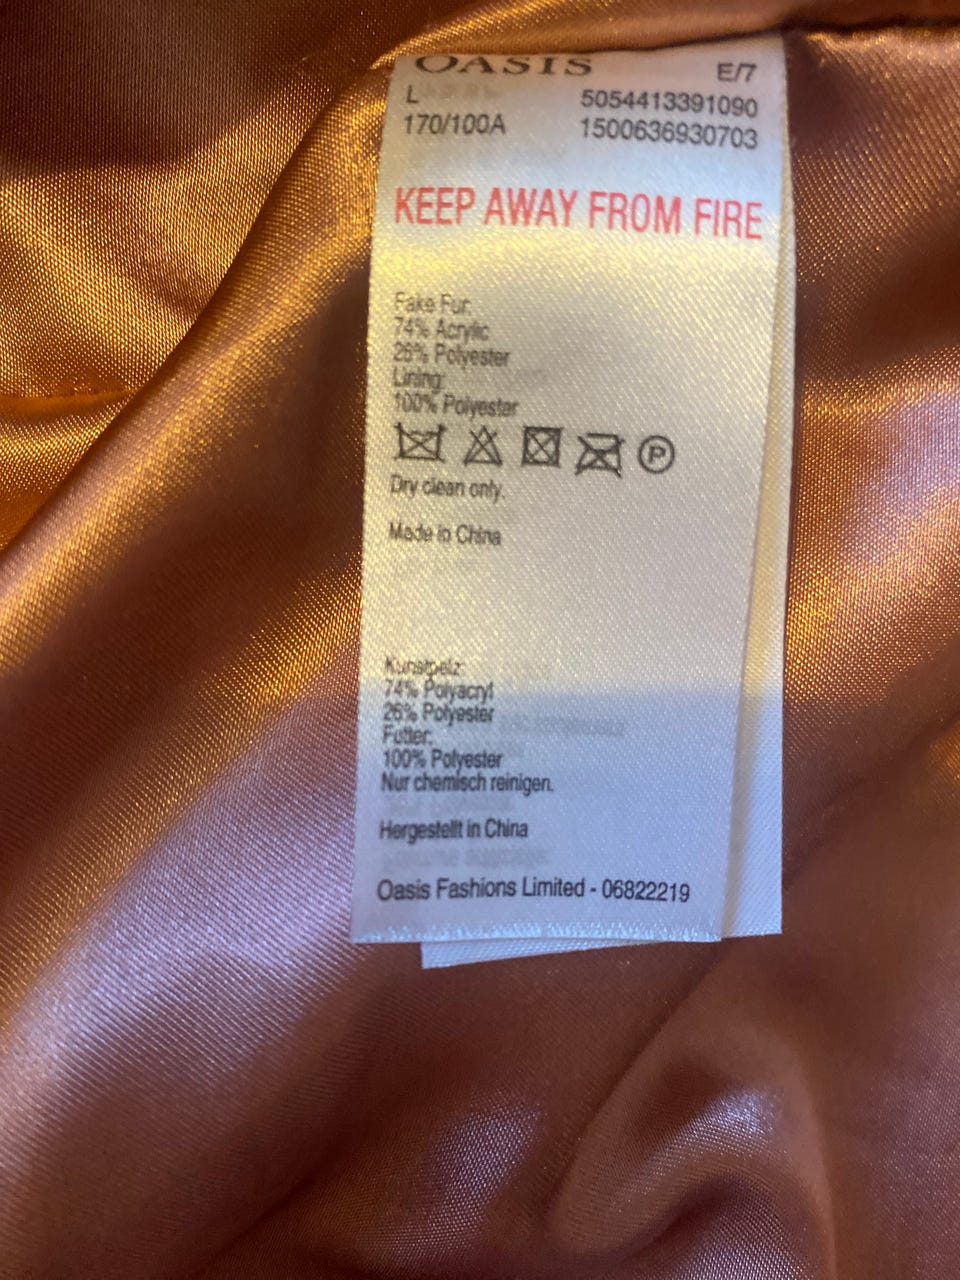 OASIS E/7
L 5054413391090
170/100A 1500636930703
KEEP AWAY FROM FIRE
Fake Fur:
74% Acrylic
26% Polyester
Lining:
100% Polyester
P
Dry clean only.
Made in China
Kunstpelz:
74% Polyacryl
26% Polyester
Futter:
100% Polyester
Nur chemisch reinigen.
Hergestellt in China
Oasis Fashions Limited - 06822219